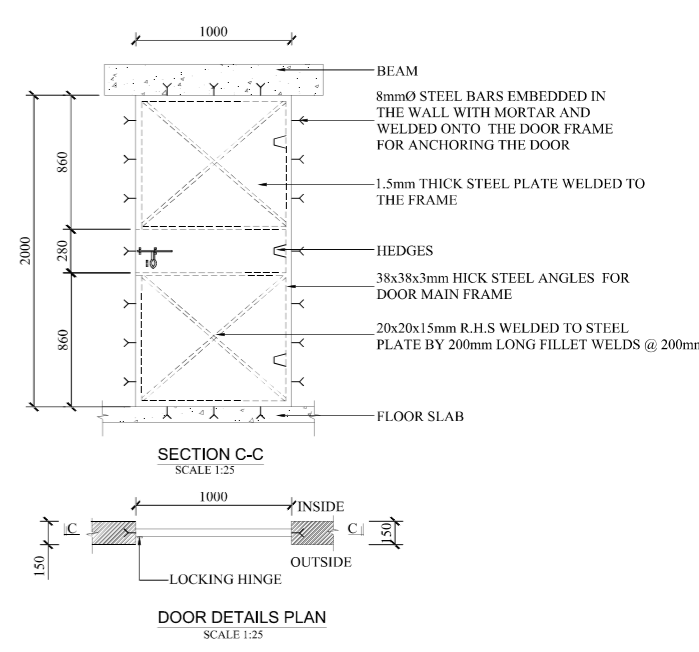 1000
BEAM
8mmØ STEEL BARS EMBEDDED IN
THE WALL WITH MORTAR AND
WELDED ONTO THE DOOR FRAME
FOR ANCHORING THE DOOR
1.5mm THICK STEEL PLATE WELDED TO
THE FRAME
HEDGES
38x38x3mm HICK STEEL ANGLES FOR
DOOR MAIN FRAME
20x20x15mm R.H.S WELDED TO STEEL
PLATE BY 200mm LONG FILLET WELDS @ 200mm
FLOOR SLAB
2000
860
280
860
SECTION C-C
SCALE 1:25
1000
INSIDE
C
C
150
150
OUTSIDE
LOCKING HINGE
DOOR DETAILS PLAN
SCALE 1:25